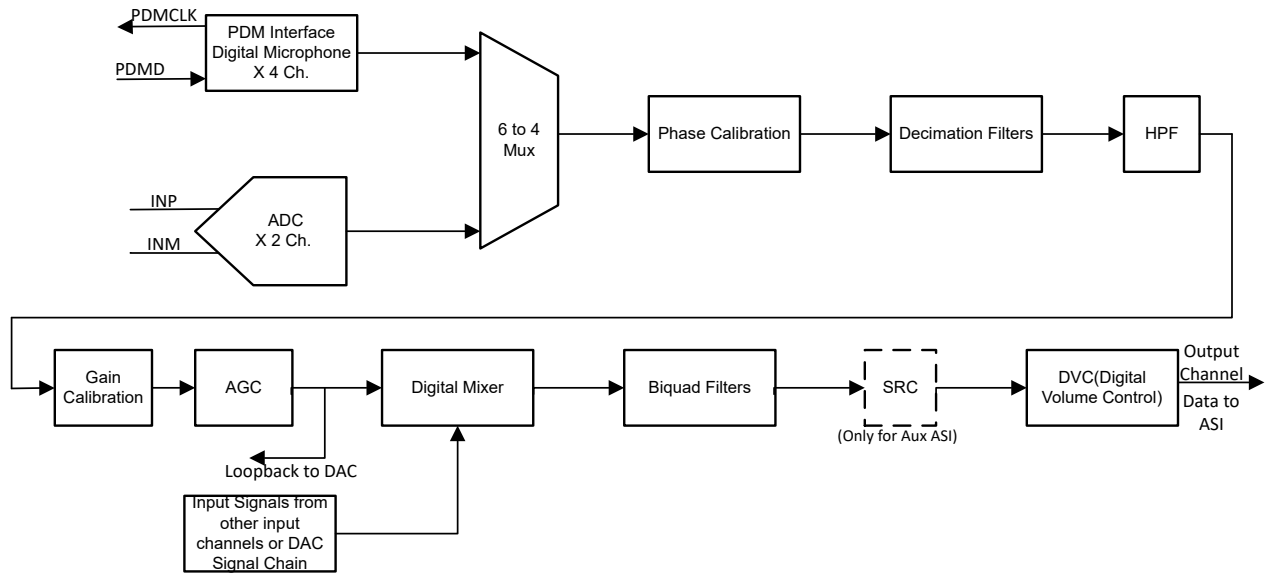 PDMCLK
PDM Interface
Digital Microphone
X 4 Ch.
PDMD
6 to 4
Mux
Phase Calibration
Decimation Filters
HPF
INP
ADC
X 2 Ch.
INM
Gain
Calibration
AGC
Digital Mixer
Biquad Filters
SRC
(Only for Aux ASI)
DVC(Digital
Volume Control)
Output
Channel
Data to
ASI
Loopback to DAC
Input Signals from
other input
channels or DAC
Signal Chain